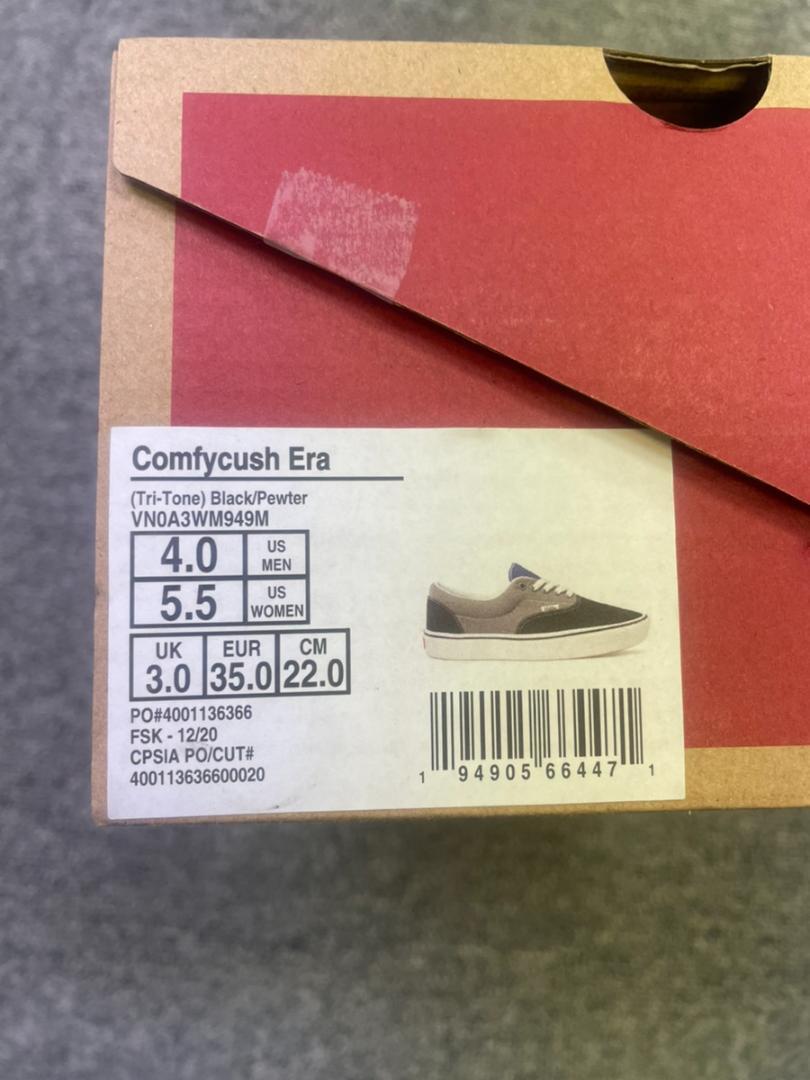 Comfycush Era
(Tri-Tone) Black/Pewter
VN0A3WM949M
4.0 US MEN
5.5 US WOMEN
UK EUR CM
3.0 35.0 22.0
PO#4001136366
FSK - 12/20
CPSIA PO/CUT#
400113636600020
1 94905 66447 1